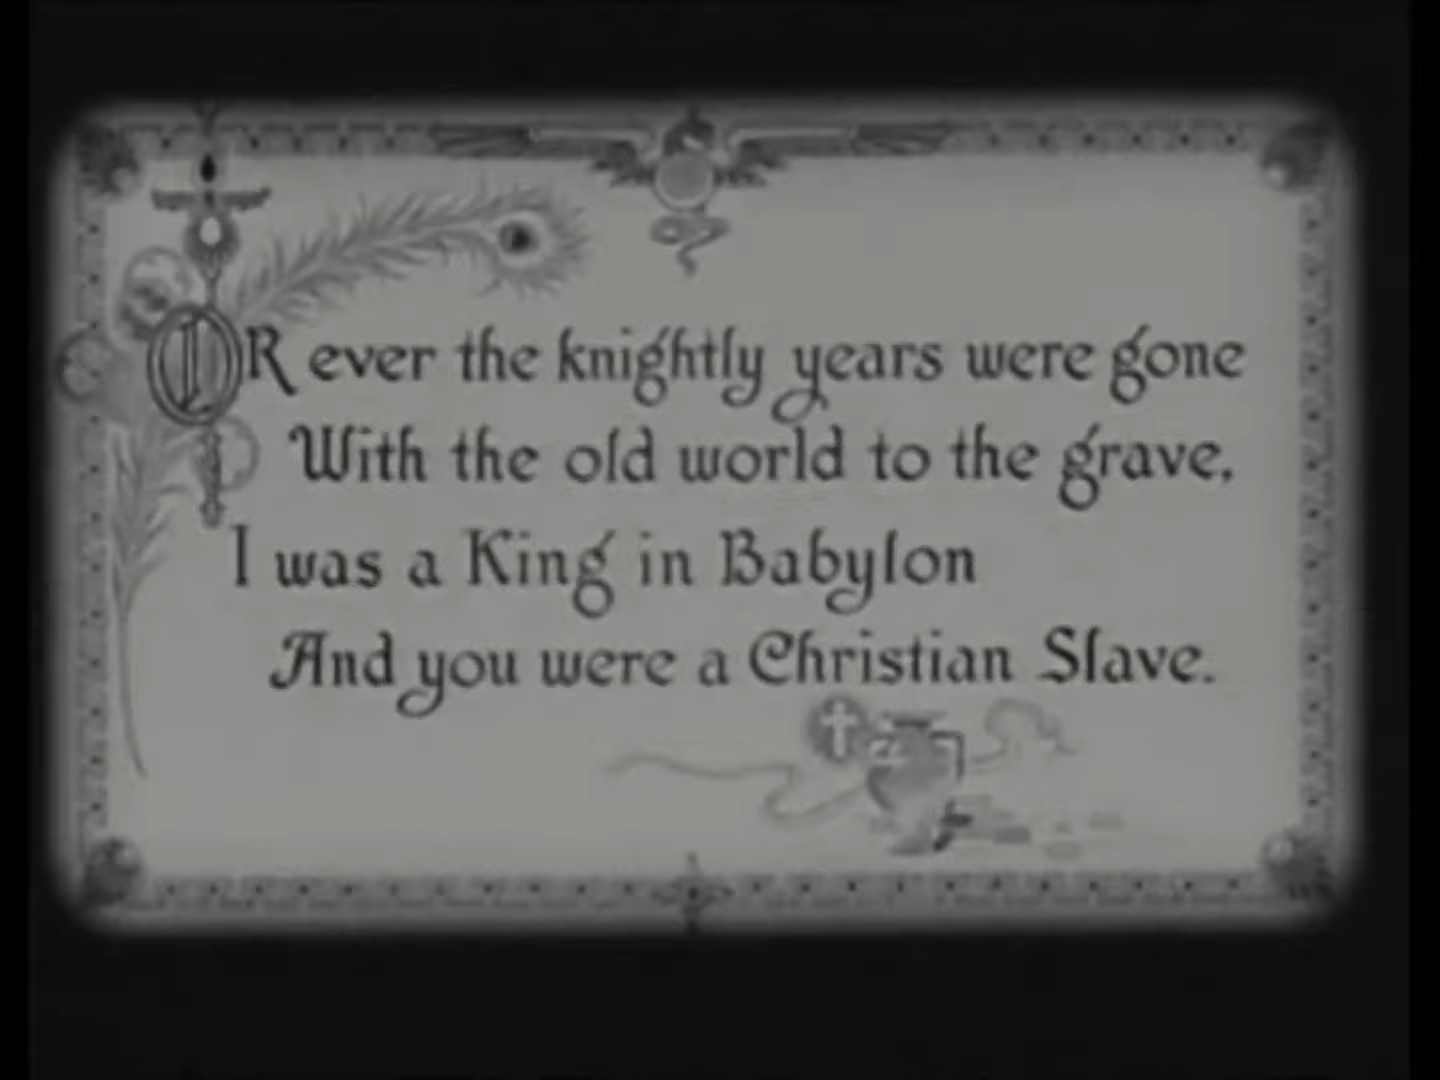 OR ever the knightly years were gone
With the old world to the grave,
I was a King in Babylon
And you were a Christian Slave.